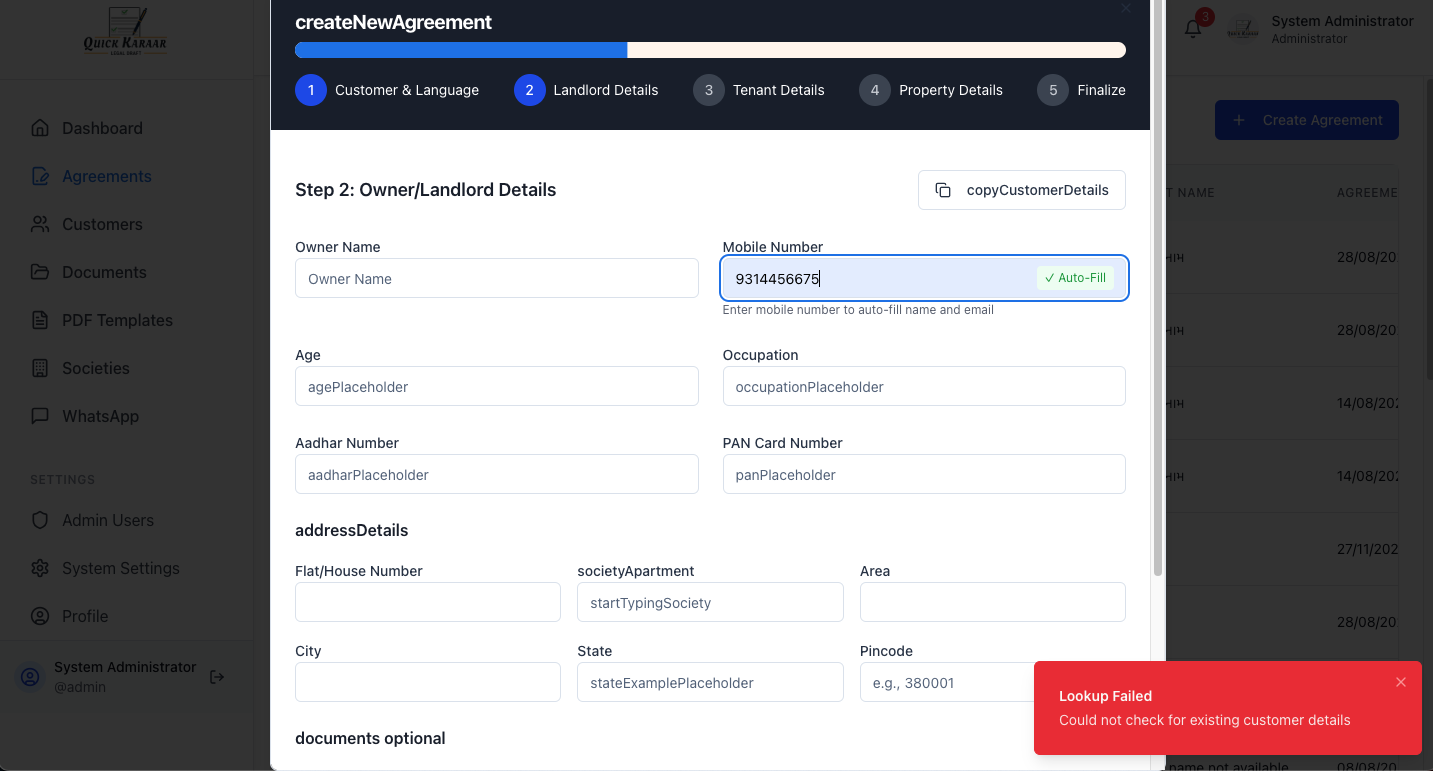 createNewAgreement
1 Customer & Language 2 Landlord Details 3 Tenant Details 4 Property Details 5 Finalize
QUICK KARAAR
LEGAL DRAFT
3
System Administrator
Administrator
Dashboard
Agreements
Customers
Documents
PDF Templates
Societies
WhatsApp
SETTINGS
Admin Users
System Settings
Profile
System Administrator
@admin
Step 2: Owner/Landlord Details
copyCustomerDetails
Owner Name
Owner Name
Mobile Number
9314456675
Auto-Fill
Enter mobile number to auto-fill name and email
Age
agePlaceholder
Occupation
occupationPlaceholder
Aadhar Number
aadharPlaceholder
PAN Card Number
panPlaceholder
addressDetails
Flat/House Number
societyApartment
startTypingSociety
Area
City
State
stateExamplePlaceholder
Pincode
e.g., 380001
documents optional
+ Create Agreement
T NAME AGREEME
28/08/202
28/08/20
14/08/202
14/08/202
27/11/202
28/08/20
name not available 08/08/20
Lookup Failed
Could not check for existing customer details